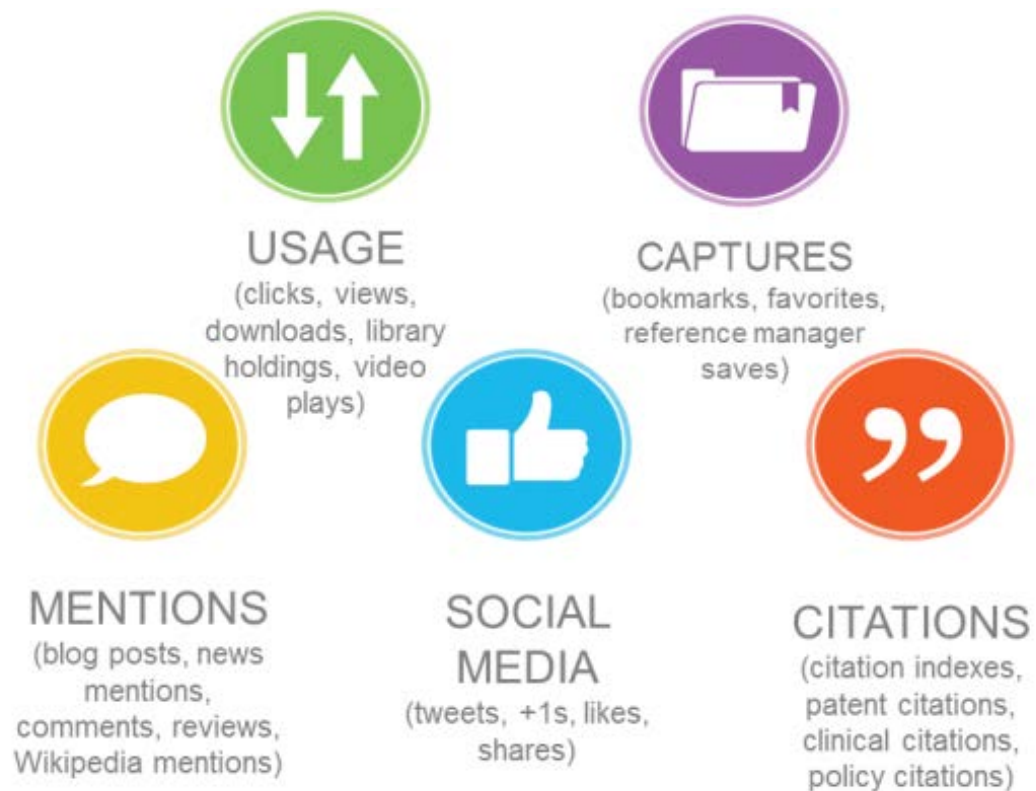 USAGE
(clicks, views,
downloads, library
holdings, video
plays)
CAPTURES
(bookmarks, favorites,
reference manager
saves)
MENTIONS
(blog posts, news
mentions,
comments, reviews,
Wikipedia mentions)
SOCIAL
MEDIA
(tweets, +1s, likes,
shares)
CITATIONS
(citation indexes,
patent citations,
clinical citations,
policy citations)